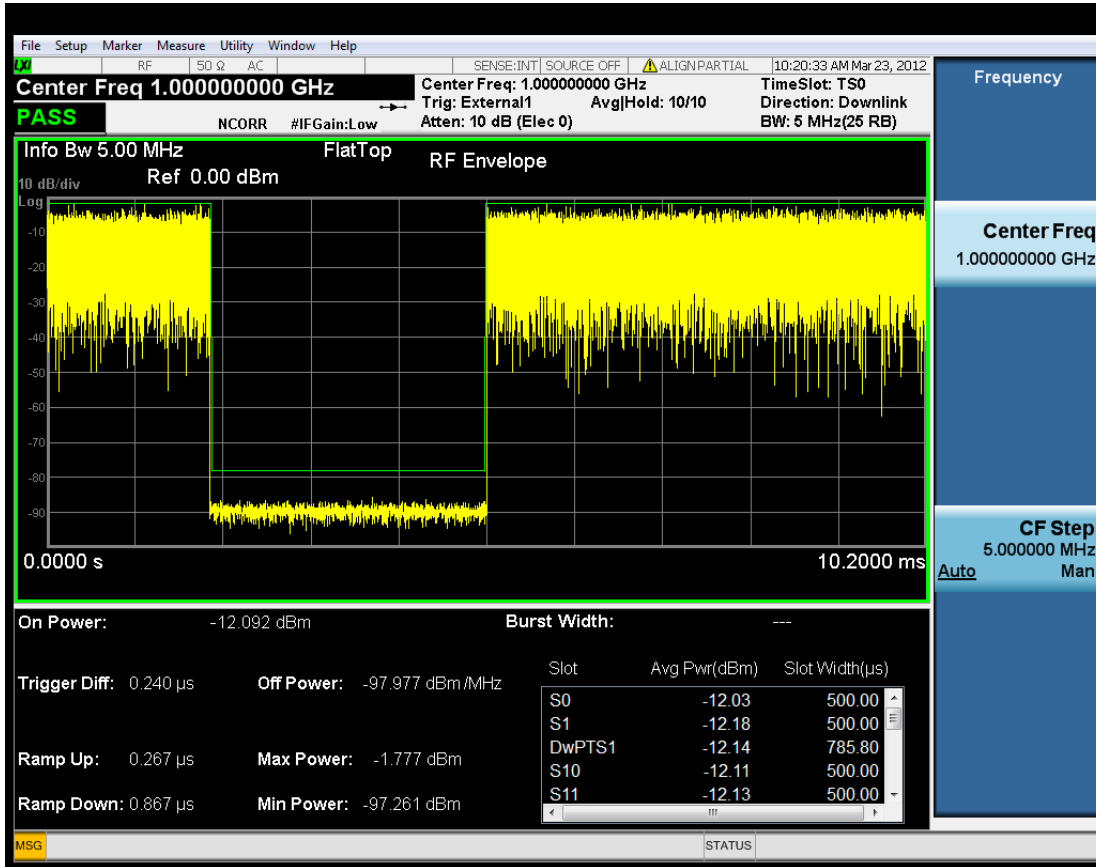 File Setup Marker Measure Utility Window Help
LXI RF 50 Ω AC SENSE:INT SOURCE OFF ALIGN PARTIAL 10:20:33 AM Mar 23, 2012
Center Freq 1.000000000 GHz
Center Freq: 1.000000000 GHz
TimeSlot: TS0
Trig: External1 Avg|Hold: 10/10
Direction: Downlink
PASS
NCORR #IFGain:Low
Atten: 10 dB (Elec 0)
BW: 5 MHz(25 RB)
Info Bw 5.00 MHz FlatTop RF Envelope
10 dB/div Ref 0.00 dBm
Log
-10
-20
-30
-40
-50
-60
-70
-80
-90
0.0000 s 10.2000 ms
On Power: -12.092 dBm Burst Width: ---
Trigger Diff: 0.240 µs Off Power: -97.977 dBm/MHz
Ramp Up: 0.267 µs Max Power: -1.777 dBm
Ramp Down: 0.867 µs Min Power: -97.261 dBm
Slot Avg Pwr(dBm) Slot Width(µs)
S0 -12.03 500.00
S1 -12.18 500.00
DwPTS1 -12.14 785.80
S10 -12.11 500.00
S11 -12.13 500.00
MSG STATUS
Frequency
Center Freq
1.000000000 GHz
CF Step
5.000000 MHz
Auto Man